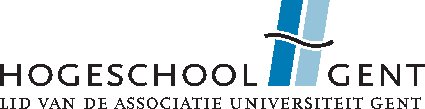 HOGESCHOOL GENT
LID VAN DE ASSOCIATIE UNIVERSITEIT GENT